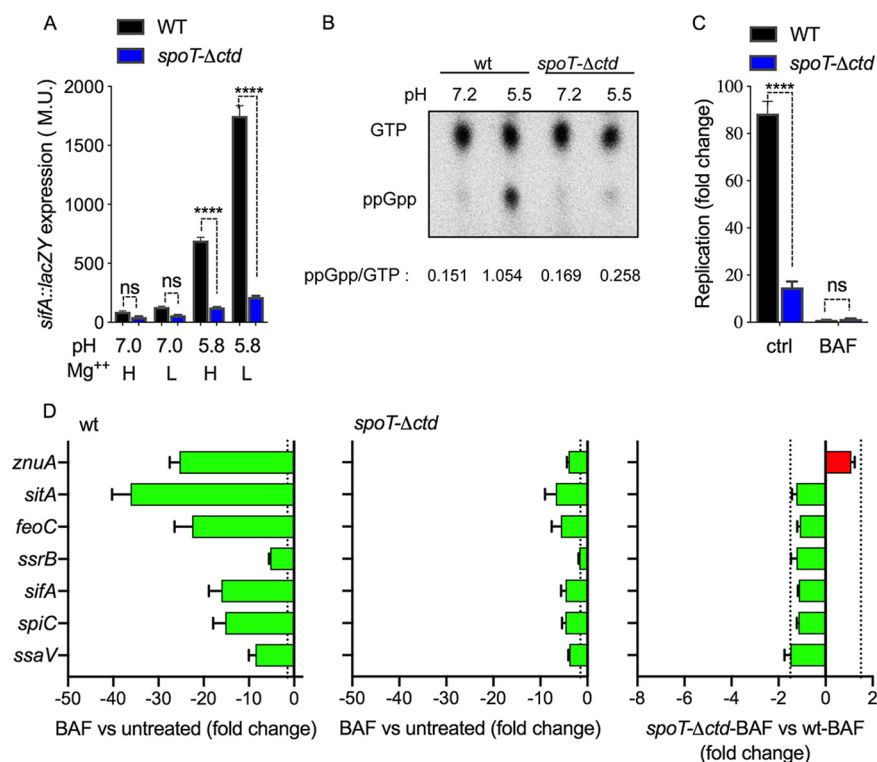 A
WT
spoT-Δctd
sifA::lacZY expression ( M.U.)
2000
1500
1000
500
0
ns
ns
****
****
pH 7.0 7.0 5.8 5.8
Mg++ H L H L
B
wt spoT-Δctd
pH 7.2 5.5 7.2 5.5
GTP
ppGpp
ppGpp/GTP : 0.151 1.054 0.169 0.258
C
WT
spoT-Δctd
Replication (fold change)
100
80
60
40
20
0
****
ns
ctrl BAF
D
wt
znuA
sitA
feoC
ssrB
sifA
spiC
ssaV
-50 -40 -30 -20 -10 0
BAF vs untreated (fold change)
spoT-Δctd
-50 -40 -30 -20 -10 0
BAF vs untreated (fold change)
-8 -6 -4 -2 0 2
spoT-Δctd-BAF vs wt-BAF
(fold change)